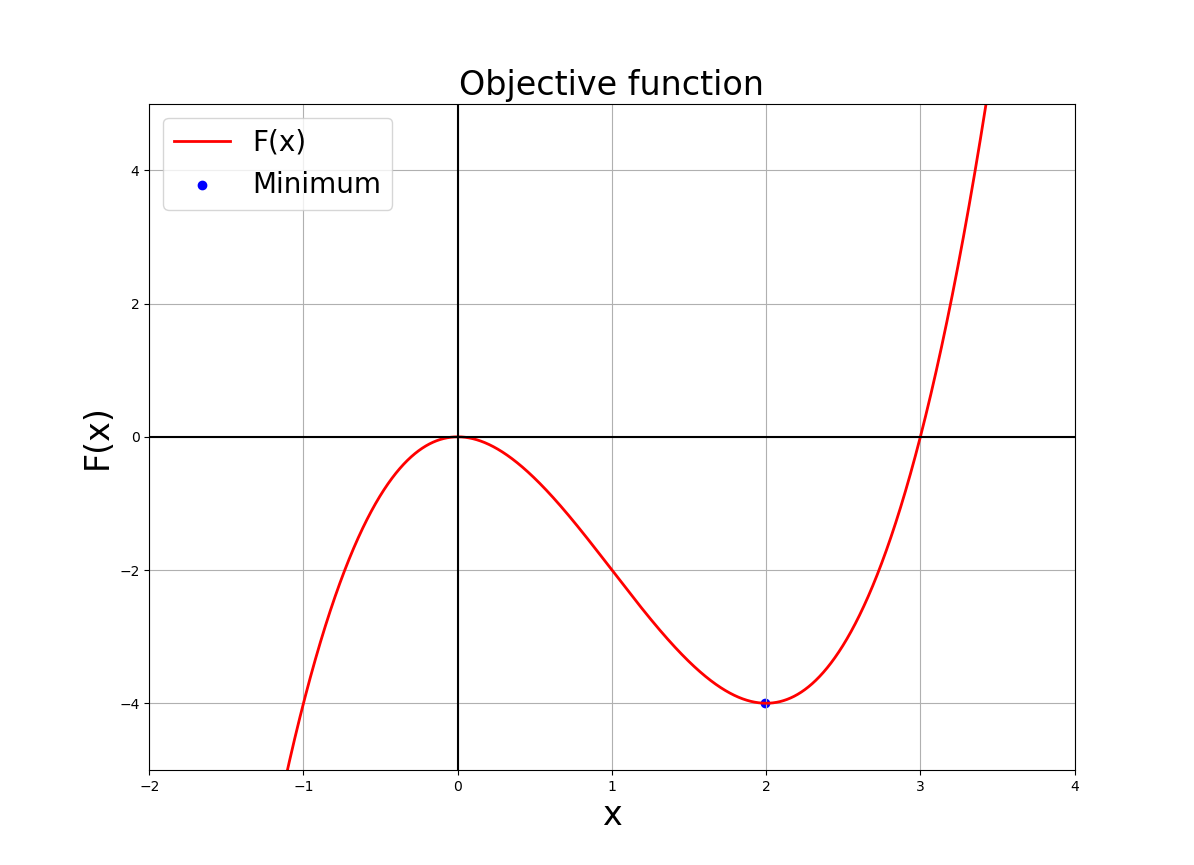 Objective function
F(x)
Minimum
4
2
0
−2
−4
F(x)
−2 −1 0 1 2 3 4
x